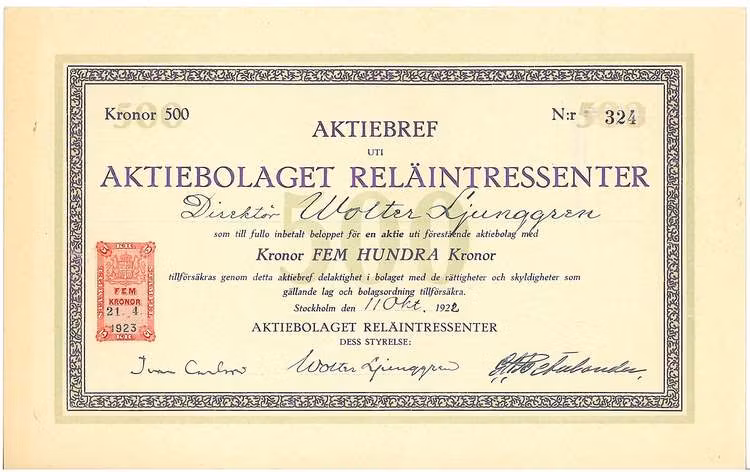 Kronor 500
N:r 324
AKTIEBREF
UTI
AKTIEBOLAGET RELÄINTRESSENTER
Direktör Wolter Ljunggren
som till fullo inbetalt beloppet för en aktie uti förestående aktiebolag med
500
Kronor FEM HUNDRA Kronor
tillförsäkras genom detta aktiebref delaktighet i bolaget med de rättigheter och skyldigheter som
gällande lag och bolagsordning tillförsäkra.
Stockholm den 11 Okt. 1922
FEM
KRONOR
21. 4.
1923
AKTIEBOLAGET RELÄINTRESSENTER
DESS STYRELSE:
Wolter Ljunggren